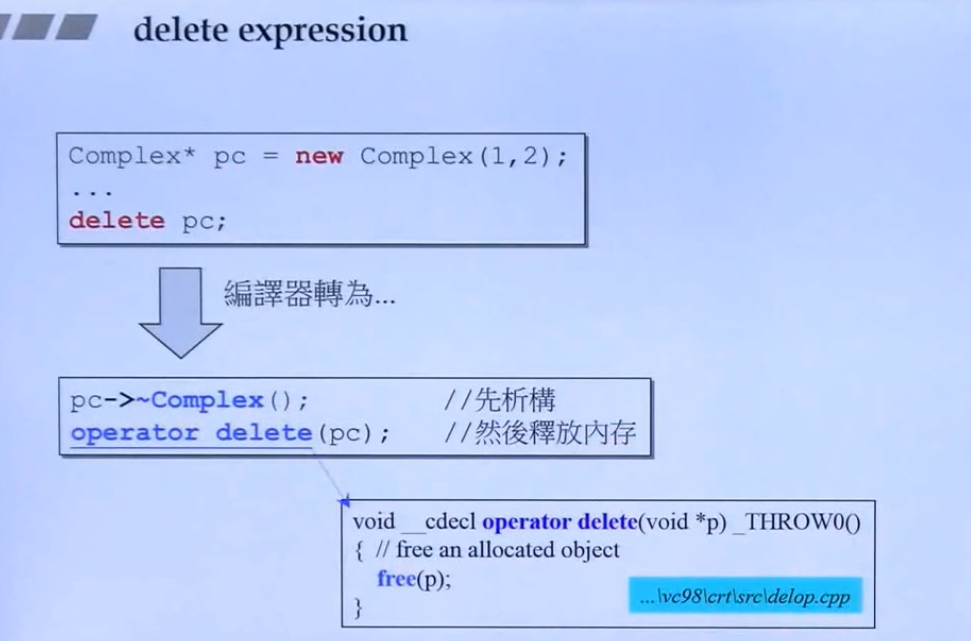 delete expression
Complex* pc = new Complex(1,2);
...
delete pc;
編譯器轉為...
pc->~Complex(); //先析構
operator delete(pc); //然後釋放內存
void __cdecl operator delete(void *p) _THROW0()
{ // free an allocated object
free(p);
...\vc98\crt\src\delop.cpp
}